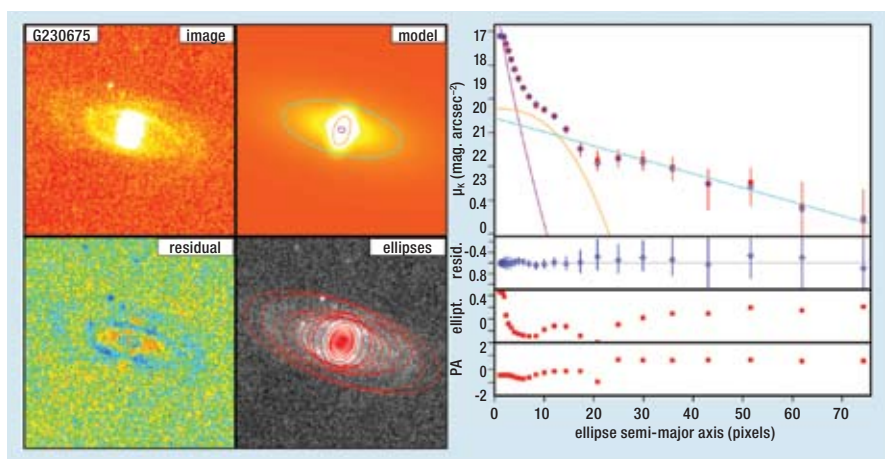 G230675
image
model
residual
ellipses
μK (mag. arcsec−2)
17
18
19
20
21
22
23
0.4
0
resid.
-0.4
0.8
ellipt.
0.4
0
PA
2
0
-2
0 10 20 30 40 50 60 70
ellipse semi-major axis (pixels)